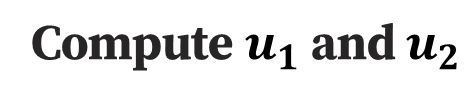 Compute u₁ and u₂